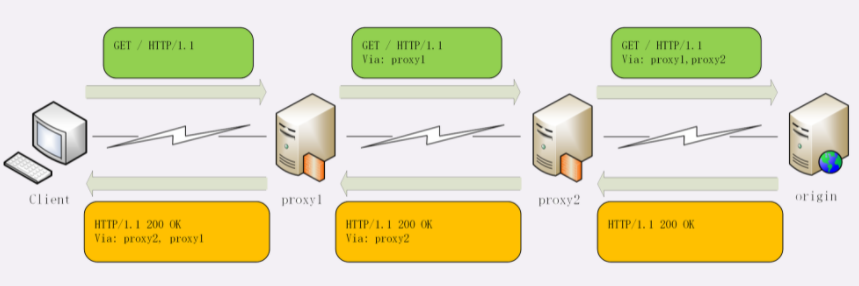 GET / HTTP/1.1
GET / HTTP/1.1
Via: proxy1
GET / HTTP/1.1
Via: proxy1,proxy2
Client
proxy1
proxy2
origin
HTTP/1.1 200 OK
Via: proxy2, proxy1
HTTP/1.1 200 OK
Via: proxy2
HTTP/1.1 200 OK